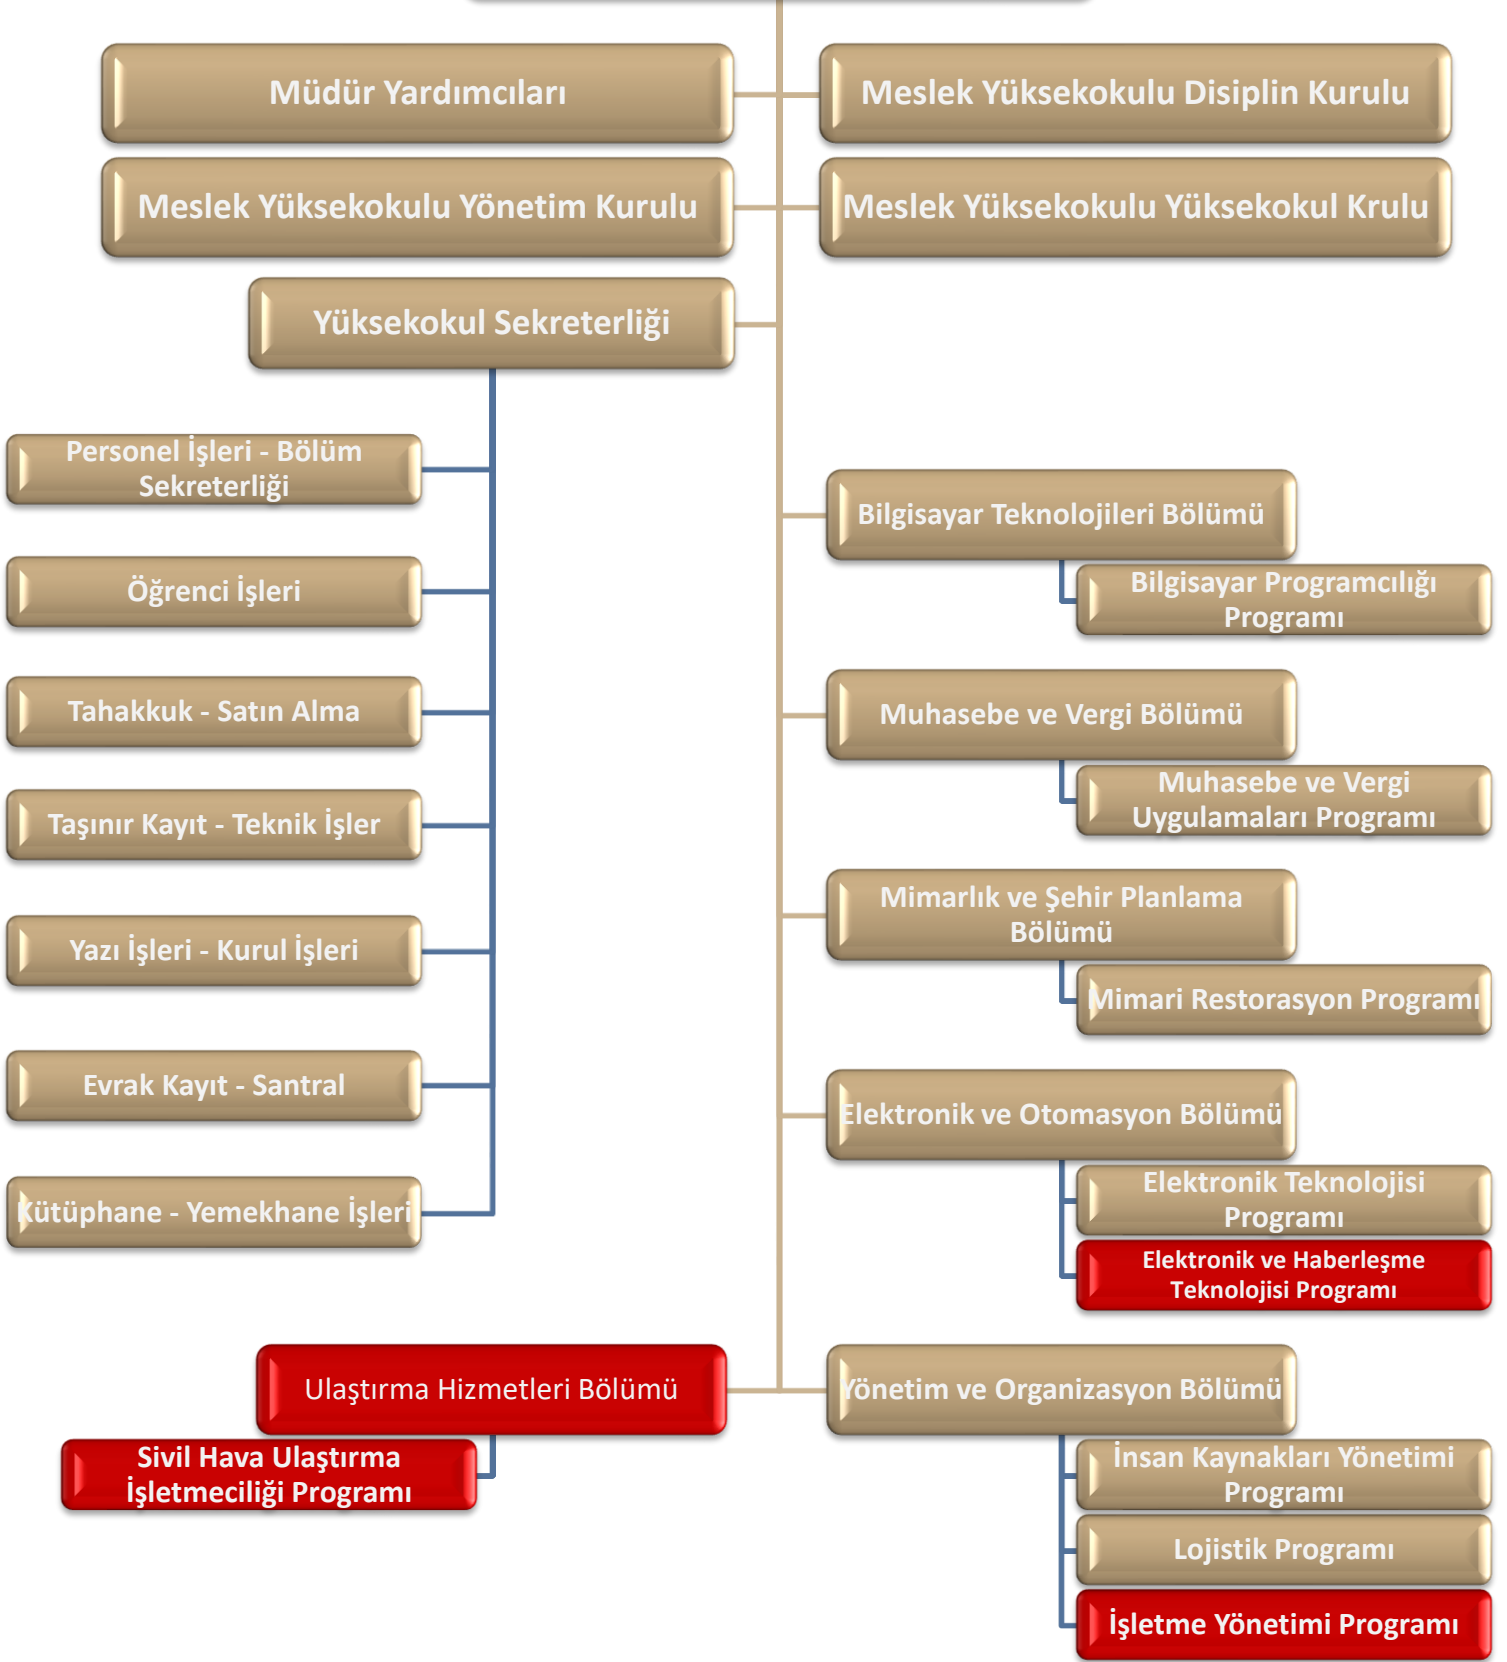 Müdür Yardımcıları
Meslek Yüksekokulu Disiplin Kurulu
Meslek Yüksekokulu Yönetim Kurulu
Meslek Yüksekokulu Yüksekokul Krulu
Yüksekokul Sekreterliği
Personel İşleri - Bölüm
Sekreterliği
Öğrenci İşleri
Tahakkuk - Satın Alma
Taşınır Kayıt - Teknik İşler
Yazı İşleri - Kurul İşleri
Evrak Kayıt - Santral
Kütüphane - Yemekhane İşleri
Bilgisayar Teknolojileri Bölümü
Bilgisayar Programcılığı
Programı
Muhasebe ve Vergi Bölümü
Muhasebe ve Vergi
Uygulamaları Programı
Mimarlık ve Şehir Planlama
Bölümü
Mimari Restorasyon Programı
Elektronik ve Otomasyon Bölümü
Elektronik Teknolojisi
Programı
Elektronik ve Haberleşme
Teknolojisi Programı
Ulaştırma Hizmetleri Bölümü
Sivil Hava Ulaştırma
İşletmeciliği Programı
Yönetim ve Organizasyon Bölümü
İnsan Kaynakları Yönetimi
Programı
Lojistik Programı
İşletme Yönetimi Programı